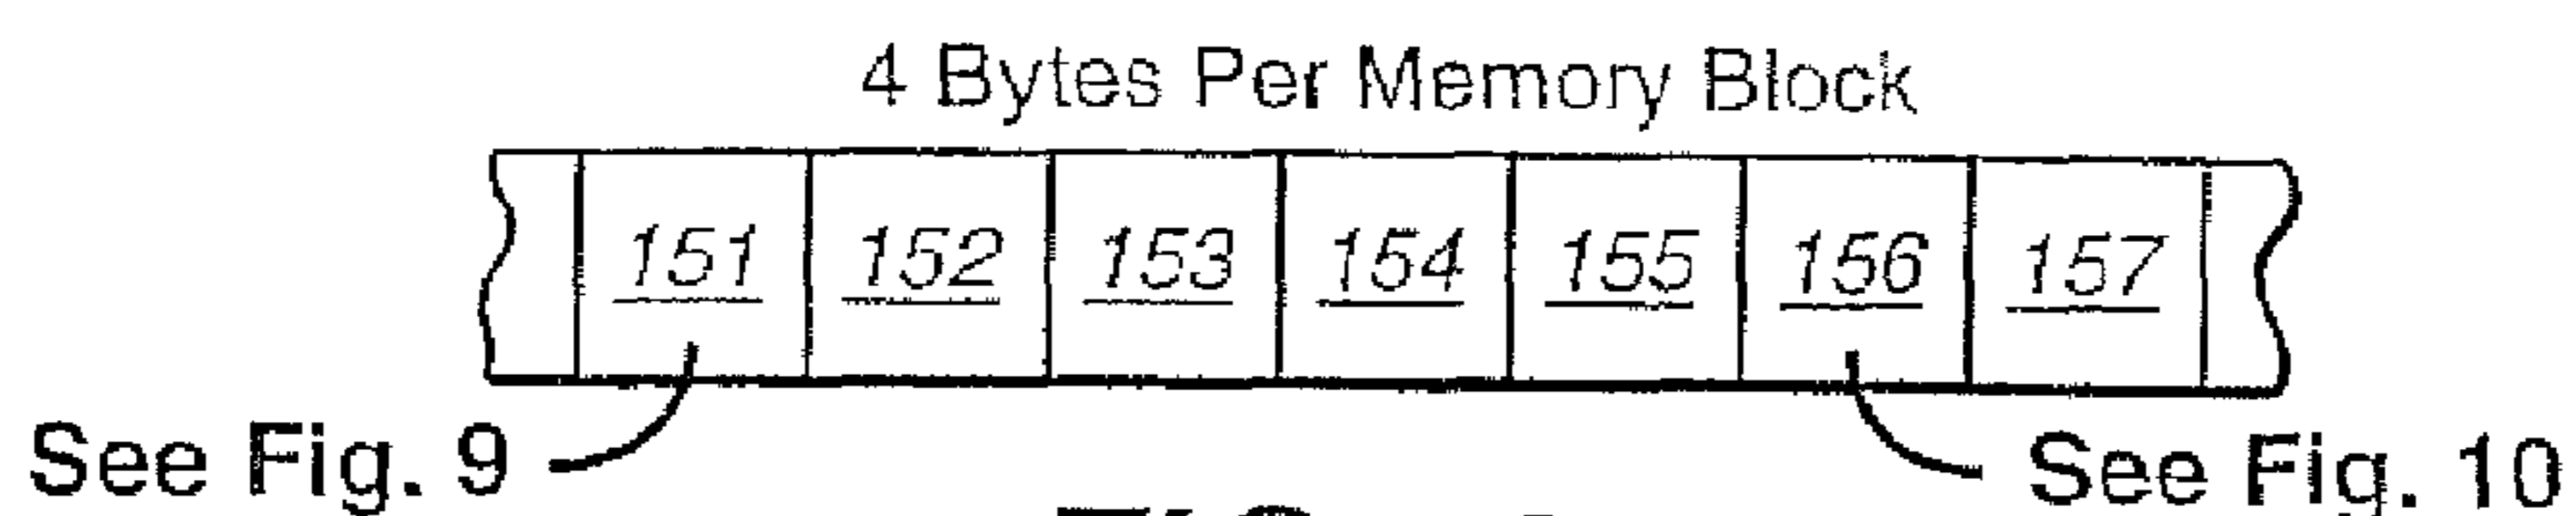 4 Bytes Per Memory Block
151 152 153 154 155 156 157
See Fig. 9 See Fig. 10